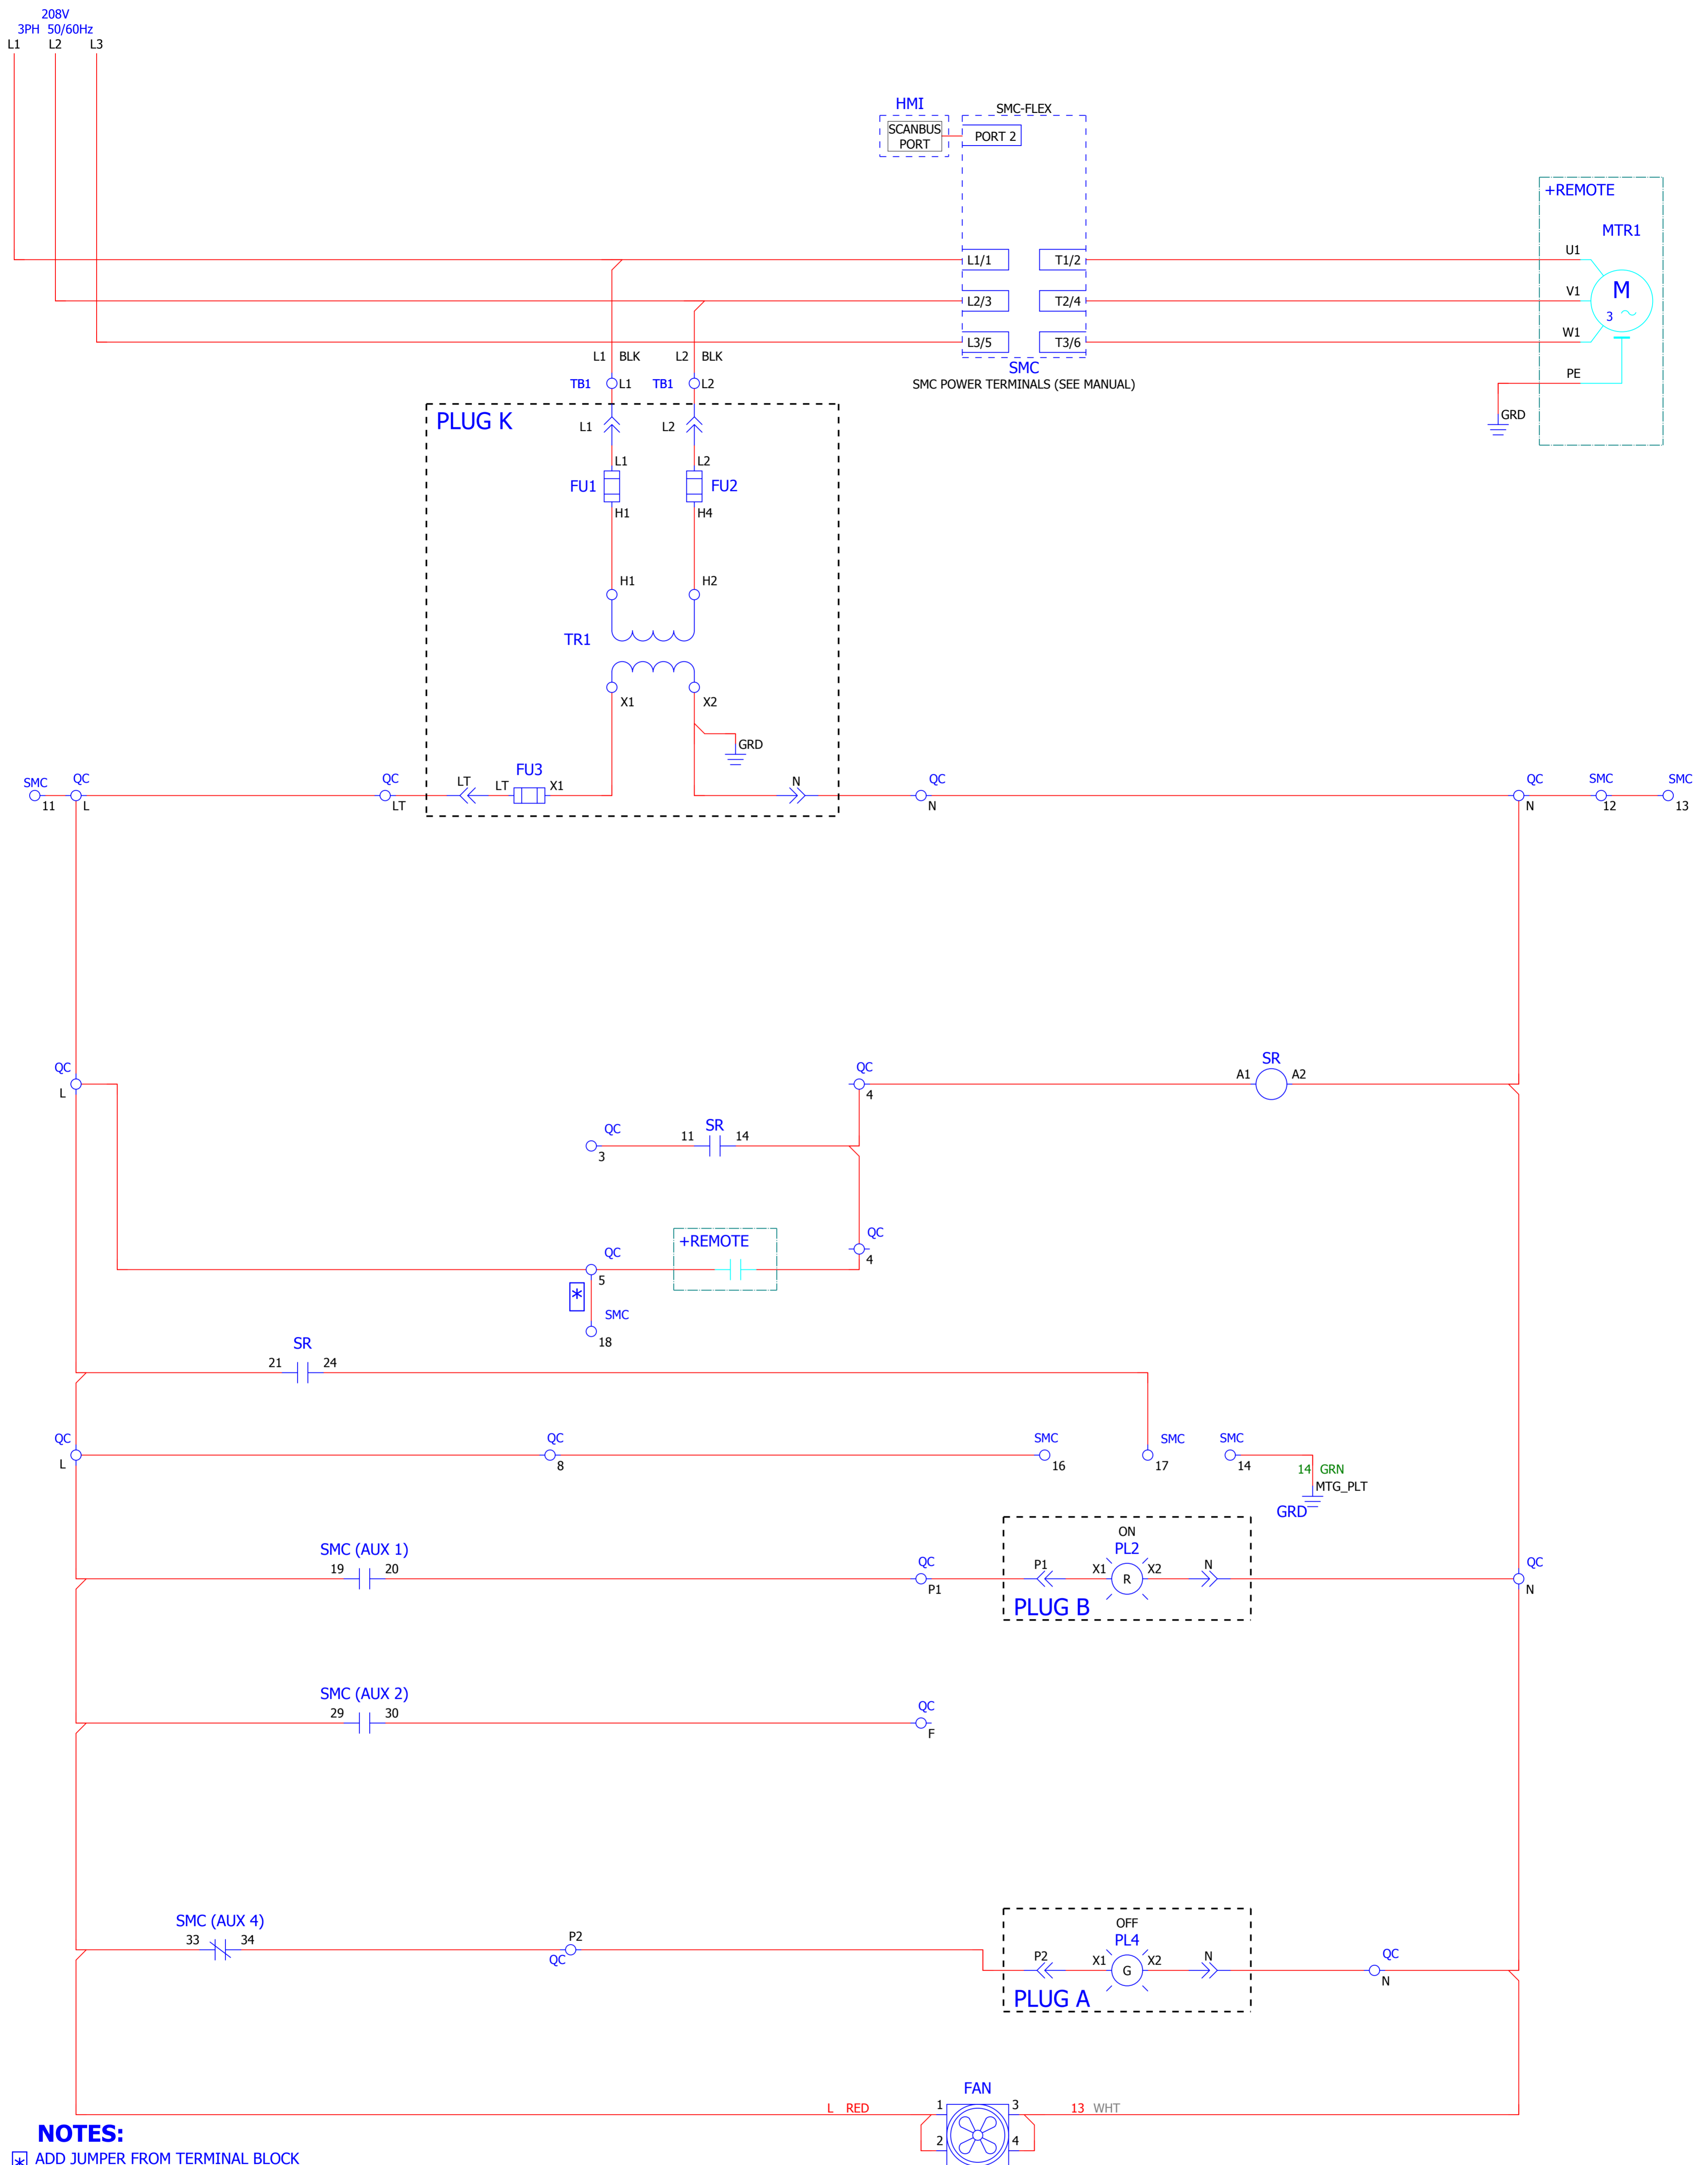 208V
3PH 50/60Hz
L1 L2 L3
HMI
SCANBUS
PORT
SMC-FLEX
PORT 2
+REMOTE
MTR1
U1
V1
W1
PE
M
3
GRD
L1/1 T1/2
L2/3 T2/4
L3/5 T3/6
SMC
SMC POWER TERMINALS (SEE MANUAL)
L1 BLK L2 BLK
TB1 L1 TB1 L2
PLUG K
L1 L2
L1 L2
FU1 FU2
H1 H4
H1 H2
TR1
X1 X2
GRD
SMC QC QC FU3 QC QC SMC SMC
LT LT X1 N
11 L LT N N 12 13
QC QC SR
L 4 A1 A2
QC SR
3 11 14
QC
4
+REMOTE
QC
5
*
SMC
18
SR
21 24
QC QC SMC SMC SMC
L 8 16 17 14
14 GRN
MTG_PLT
GRD
SMC (AUX 1)
19 20
QC
P1
ON
PL2
P1 X1 R X2 N
PLUG B
QC
N
SMC (AUX 2)
29 30
QC
F
SMC (AUX 4)
33 34
P2
QC
OFF
PL4
P2 X1 G X2 N
PLUG A
QC
N
FAN
L RED 1 3 13 WHT
2 4
NOTES:
* ADD JUMPER FROM TERMINAL BLOCK